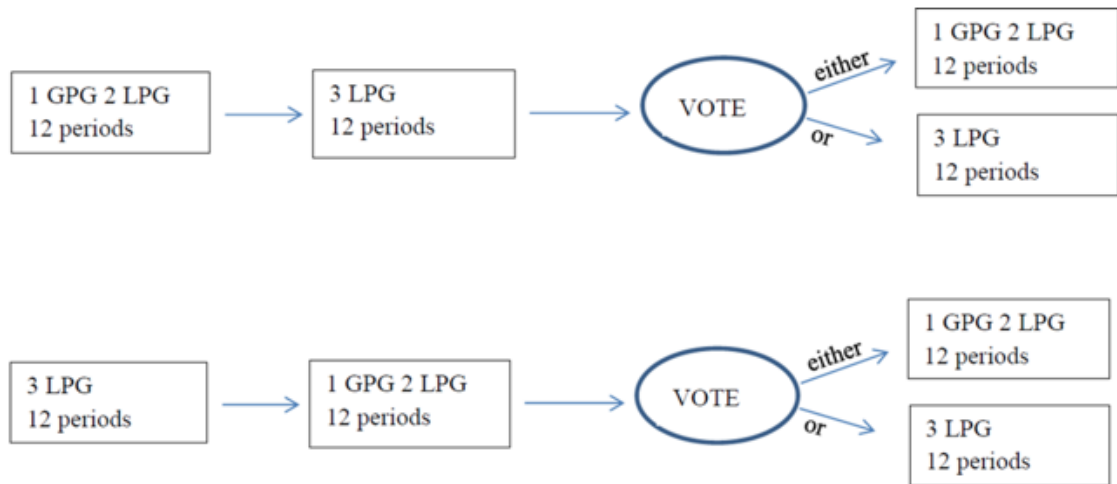 1 GPG 2 LPG
12 periods
3 LPG
12 periods
VOTE
either
or
1 GPG 2 LPG
12 periods
3 LPG
12 periods
3 LPG
12 periods
1 GPG 2 LPG
12 periods
VOTE
either
or
1 GPG 2 LPG
12 periods
3 LPG
12 periods